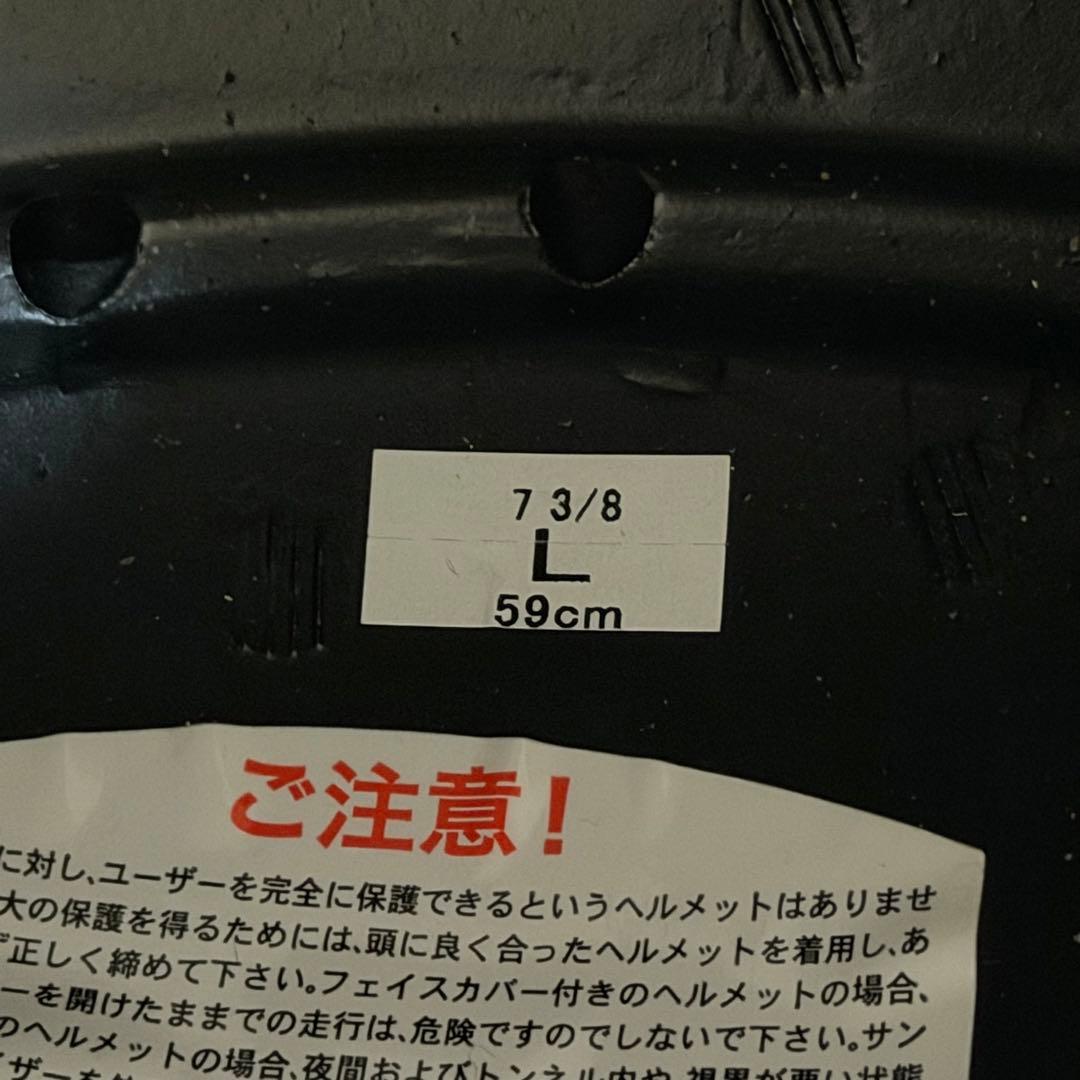 7 3/8
L
59cm
ご注意！
に対し、ユーザーを完全に保護できるというヘルメットはありませ
大の保護を得るためには、頭に良く合ったヘルメットを着用し、あ
ず正しく締めて下さい。フェイスカバー付きのヘルメットの場合、
ーを開けたままでの走行は、危険ですのでしないで下さい。サン
のヘルメットの場合、夜間およびトンネル内や、視界が悪い状態
イザーを